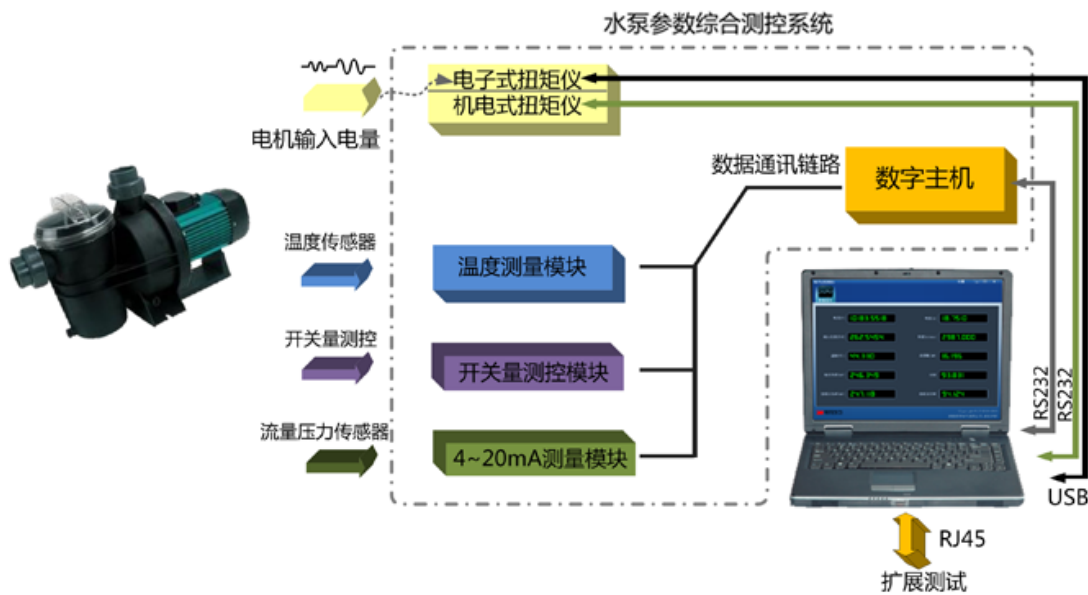 水泵参数综合测控系统
电子式扭矩仪
机电式扭矩仪
电机输入电量
数据通讯链路
数字主机
温度传感器
温度测量模块
开关量测控
开关量测控模块
流量压力传感器
4~20mA测量模块
RS232
RS232
USB
RJ45
扩展测试